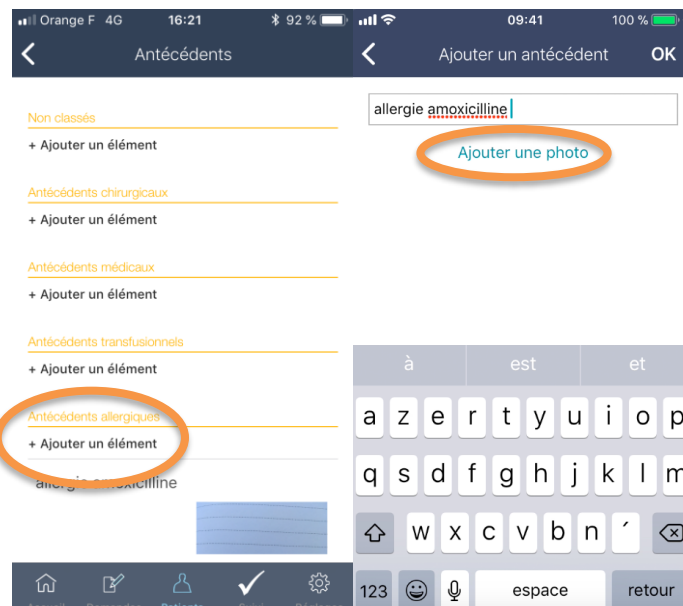 Orange F 4G 16:21 92 %
Antécédents
Non classés
+ Ajouter un élément
Antécédents chirurgicaux
+ Ajouter un élément
Antécédents médicaux
+ Ajouter un élément
Antécédents transfusionnels
+ Ajouter un élément
Antécédents allergiques
+ Ajouter un élément
allergie amoxicilline
09:41 100 %
Ajouter un antécédent OK
allergie amoxicilline
Ajouter une photo
à est et
a z e r t y u i o p
q s d f g h j k l m
w x c v b n ´
123 espace retour